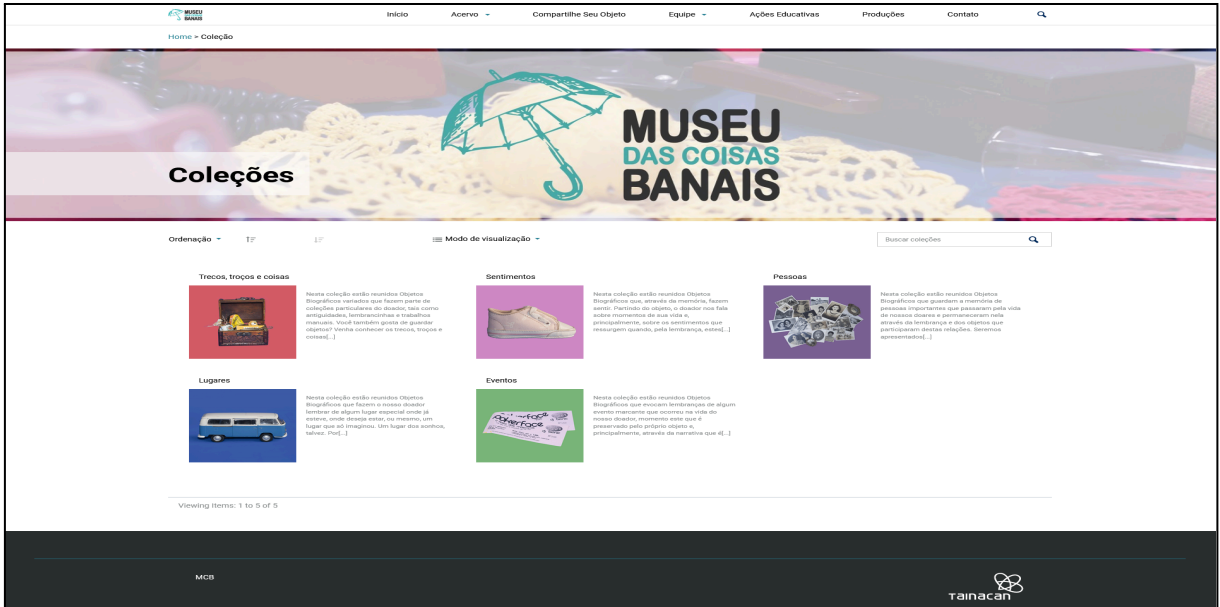 MUSEU
DAS COISAS
BANAIS
Início
Acervo
Compartilhe Seu Objeto
Equipe
Ações Educativas
Produções
Contato
Home > Coleção
MUSEU
DAS COISAS
BANAIS
Coleções
Ordenação
Modo de visualização
Buscar coleções
Trecos, troços e coisas
Nesta coleção estão reunidos Objetos
Biográficos variados que fazem parte de
coleções particulares do doador, tais como
antiguidades, lembrancinhas e trabalhos
manuais. Você também gosta de guardar
objetos? Venha conhecer os trecos, troços e
coisas[...]
Sentimentos
Nesta coleção estão reunidos Objetos
Biográficos que, através da memória, fazem
sentir. Partindo do objeto, o doador nos fala
sobre momentos de sua vida e,
principalmente, sobre os sentimentos que
ressurgem quando, pela lembrança, estes[...]
Pessoas
Nesta coleção estão reunidos Objetos
Biográficos que guardam a memória de
pessoas importantes que passaram pela vida
de nossos doares e permaneceram nela
através da lembrança e dos objetos que
participaram destas relações. Seremos
apresentados[...]
Lugares
Nesta coleção estão reunidos Objetos
Biográficos que fazem o nosso doador
lembrar de algum lugar especial onde já
esteve, onde deseja estar, ou mesmo, um
lugar que só imaginou. Um lugar dos sonhos,
talvez. Por[...]
Eventos
pokerface
pokerface
Nesta coleção estão reunidos Objetos
Biográficos que evocam lembranças de algum
evento marcante que ocorreu na vida do
nosso doador, momento este que é
preservado pelo próprio objeto e,
principalmente, através da narrativa que é[...]
Viewing items: 1 to 5 of 5
MCB
Tainacan